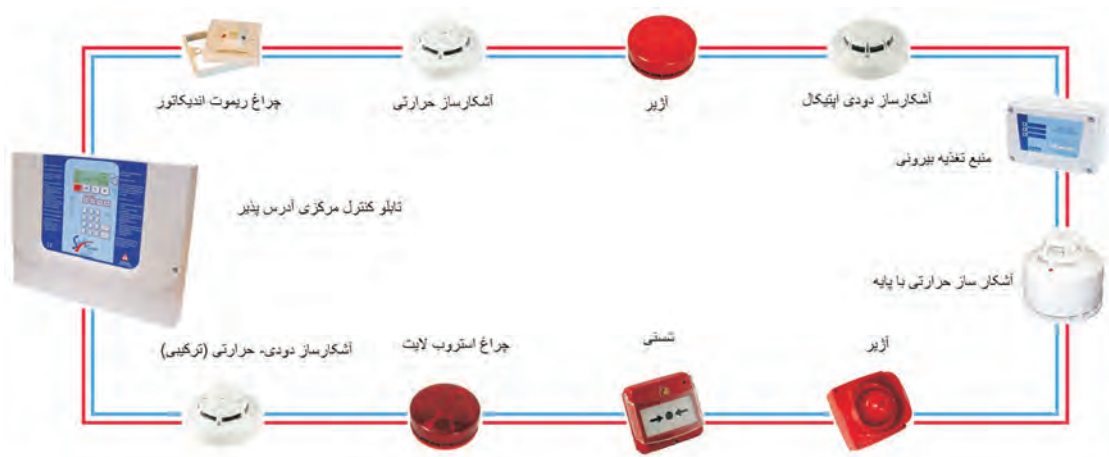 چراغ ریموت اندیکاتور
آشکارساز حرارتی
آژیر
آشکارساز دودی اپتیکال
منبع تغذیه بیرونی
تابلو کنترل مرکزی آدرس پذیر
آشکار ساز حرارتی با پایه
آشکارساز دودی- حرارتی (ترکیبی)
چراغ استروب لایت
شستی
آژیر